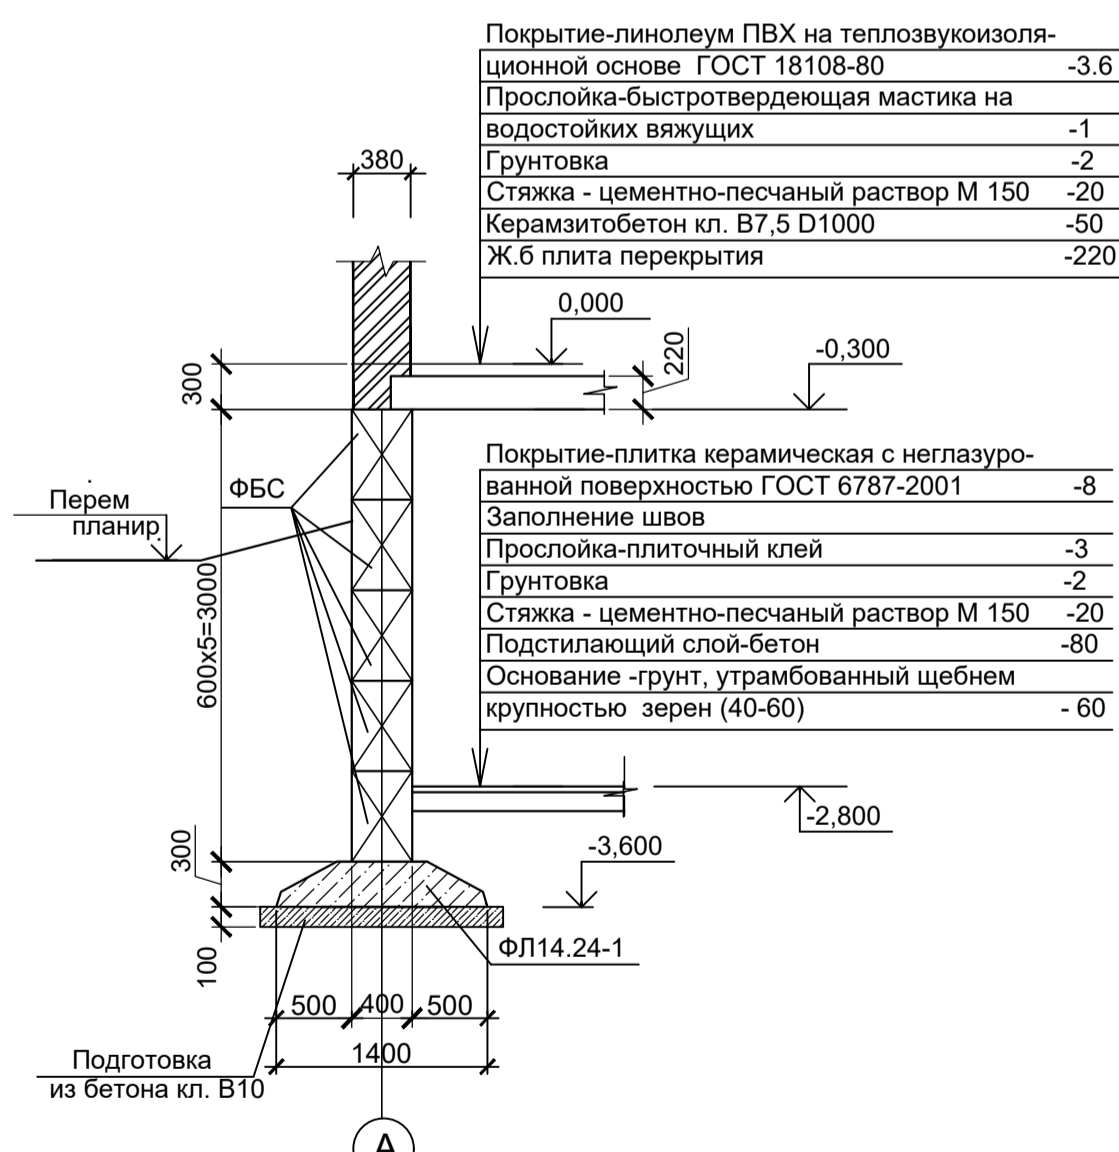 Покрытие-линолеум ПВХ на теплозвукоизоля-
ционной основе ГОСТ 18108-80 -3.6
Прослойка-быстротвердеющая мастика на
водостойких вяжущих -1
Грунтовка -2
Стяжка - цементно-песчаный раствор М 150 -20
Керамзитобетон кл. В7,5 D1000 -50
Ж.б плита перекрытия -220
380
0,000
-0,300
220
300
Покрытие-плитка керамическая с неглазуро-
ванной поверхностью ГОСТ 6787-2001 -8
Заполнение швов
Прослойка-плиточный клей -3
Грунтовка -2
Стяжка - цементно-песчаный раствор М 150 -20
Подстилающий слой-бетон -80
Основание -грунт, утрамбованный щебнем
крупностью зерен (40-60) - 60
ФБС
Перем
планир.
600х5=3000
-2,800
-3,600
300
100
ФЛ14.24-1
500 400 500
1400
Подготовка
из бетона кл. В10
А